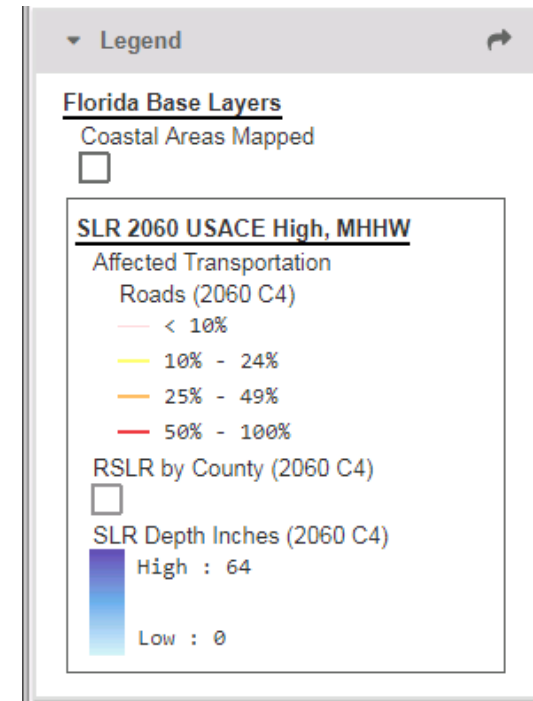 Legend
Florida Base Layers
Coastal Areas Mapped
SLR 2060 USACE High, MHHW
Affected Transportation
Roads (2060 C4)
< 10%
10% - 24%
25% - 49%
50% - 100%
RSLR by County (2060 C4)
SLR Depth Inches (2060 C4)
High : 64
Low : 0